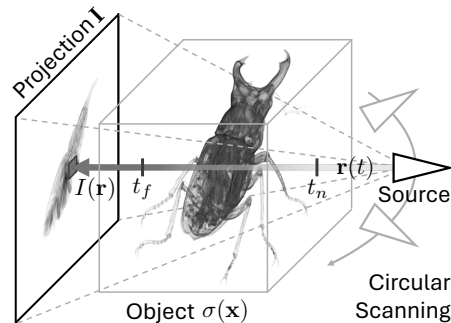 Projection I
I(r)
t_f
t_n
r(t)
Source
Object σ(x)
Circular
Scanning